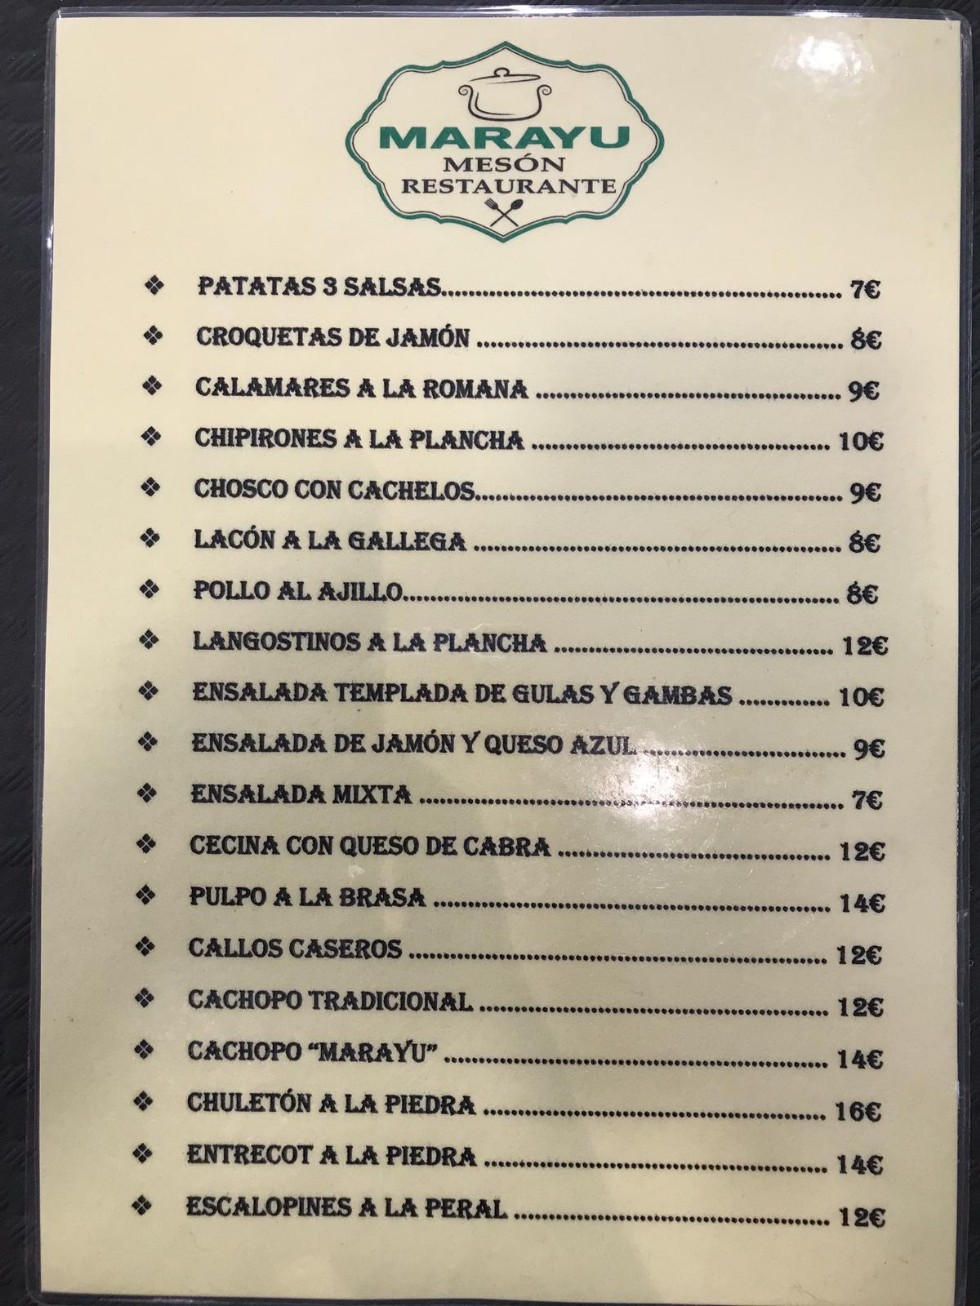 MARAYU
MESÓN
RESTAURANTE
❖ PATATAS 3 SALSAS........................................................ 7€
❖ CROQUETAS DE JAMÓN .................................................... 8€
❖ CALAMARES A LA ROMANA ............................................ 9€
❖ CHIPIRONES A LA PLANCHA ........................................... 10€
❖ CHOSCO CON CACHELOS..................................................... 9€
❖ LACÓN A LA GALLEGA ..................................................... 8€
❖ POLLO AL AJILLO.............................................................. 8€
❖ LANGOSTINOS A LA PLANCHA ........................................ 12€
❖ ENSALADA TEMPLADA DE GULAS Y GAMBAS ............. 10€
❖ ENSALADA DE JAMÓN Y QUESO AZUL ............................. 9€
❖ ENSALADA MIXTA ............................................................ 7€
❖ CECINA CON QUESO DE CABRA ....................................... 12€
❖ PULPO A LA BRASA ......................................................... 14€
❖ CALLOS CASEROS ............................................................ 12€
❖ CACHOPO TRADICIONAL .................................................. 12€
❖ CACHOPO “MARAYU” ....................................................... 14€
❖ CHULETÓN A LA PIEDRA ................................................. 16€
❖ ENTRECOT A LA PIEDRA ................................................. 14€
❖ ESCALOPINES A LA PERAL ............................................. 12€